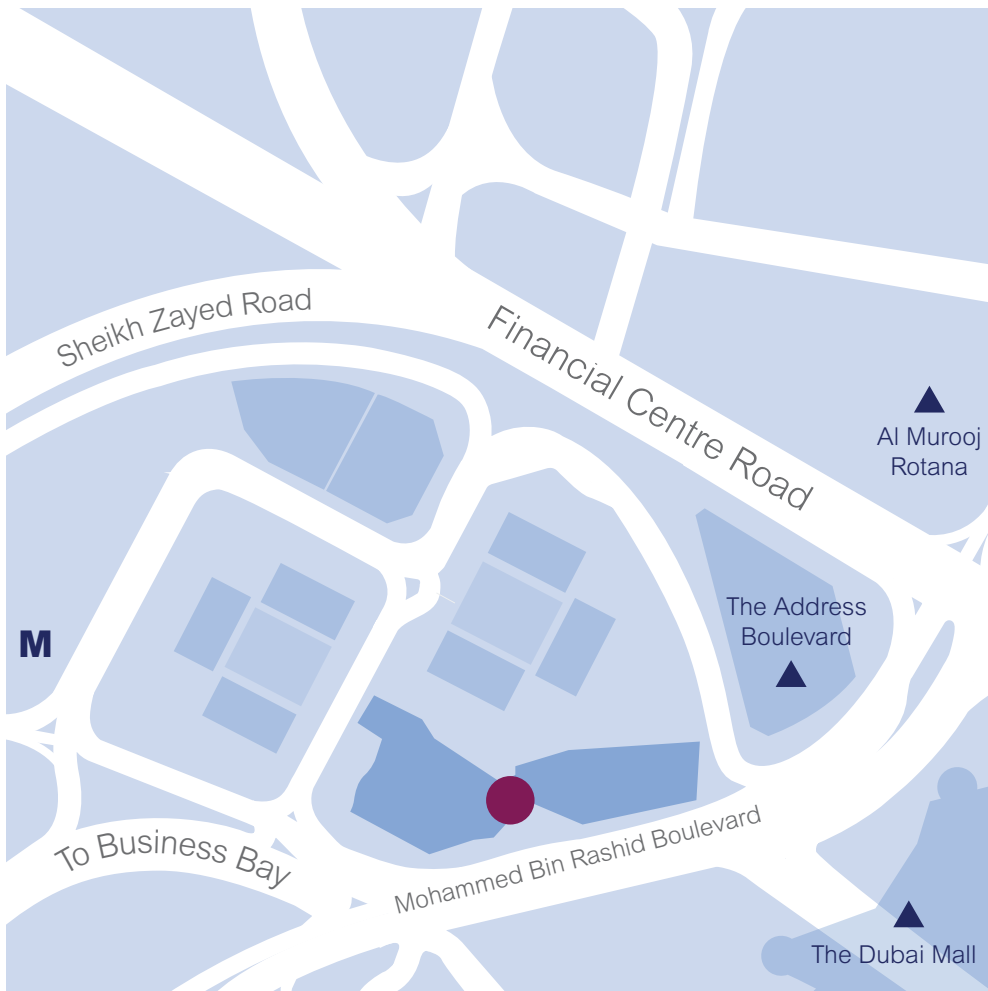 Sheikh Zayed Road
Financial Centre Road
Al Murooj
Rotana
The Address
Boulevard
M
Mohammed Bin Rashid Boulevard
To Business Bay
The Dubai Mall